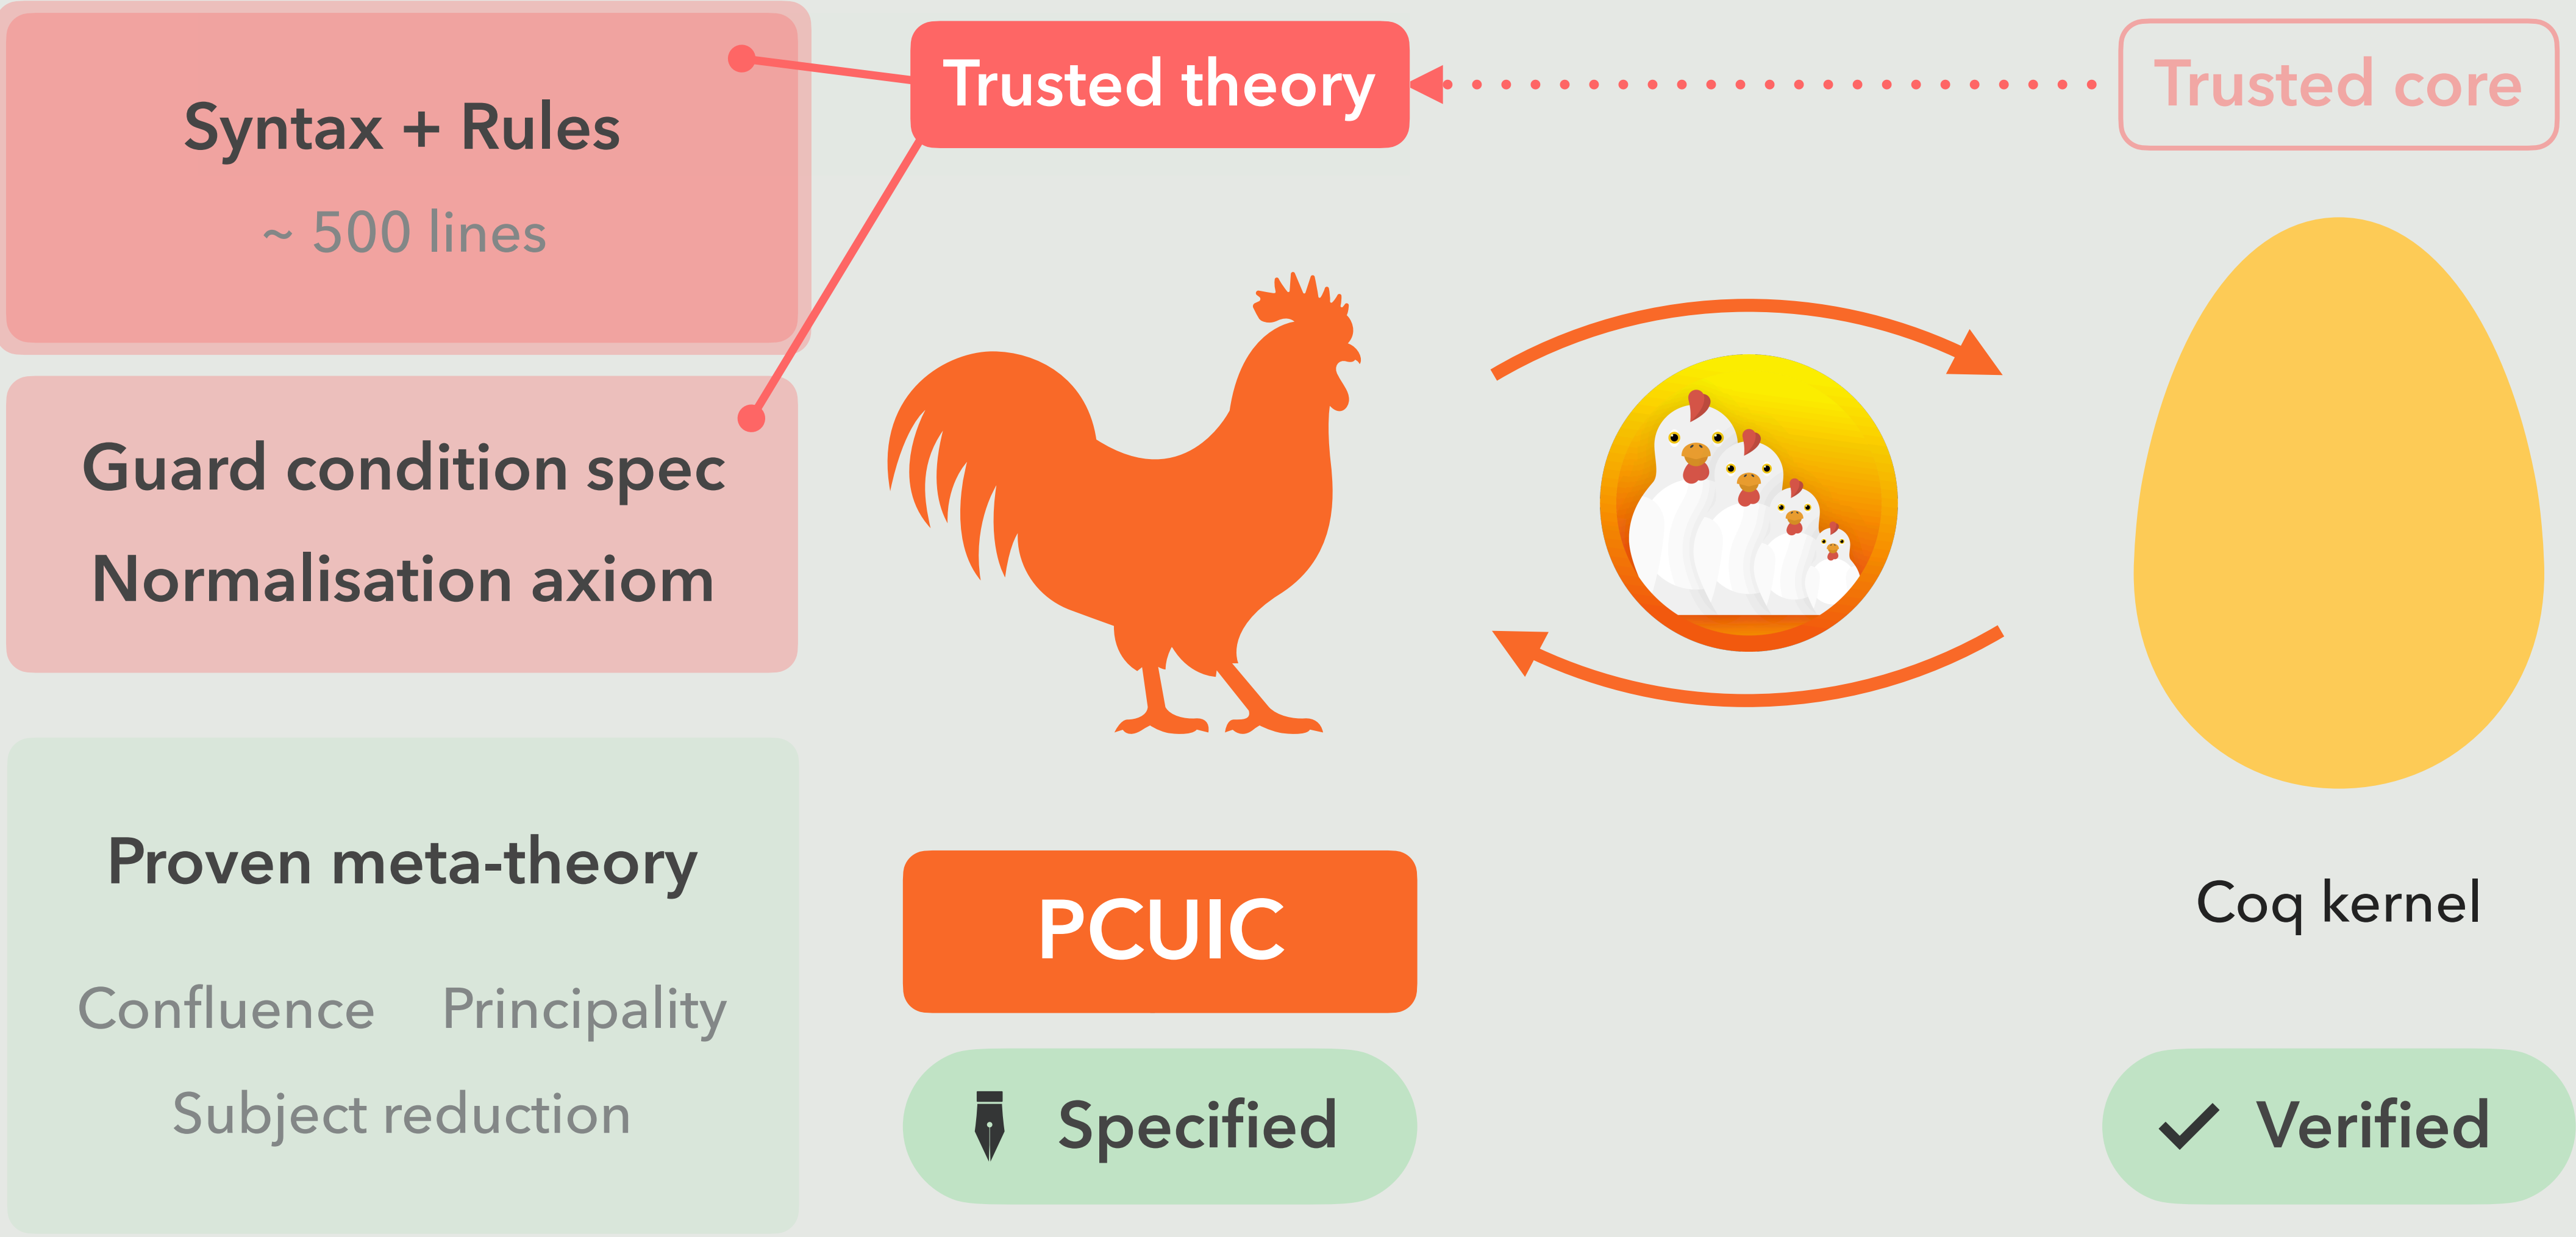 Syntax + Rules
~ 500 lines
Guard condition spec
Normalisation axiom
Proven meta-theory
Confluence Principality
Subject reduction
Trusted theory
PCUIC
Specified
Trusted core
Coq kernel
Verified